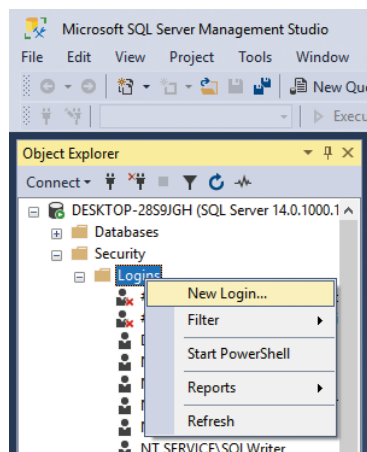 Microsoft SQL Server Management Studio
File Edit View Project Tools Window
New Que
Execu
Object Explorer
Connect
DESKTOP-28S9JGH (SQL Server 14.0.1000.1
Databases
Security
Logins
New Login...
Filter
Start PowerShell
Reports
Refresh
NT SERVICE\SQLWriter